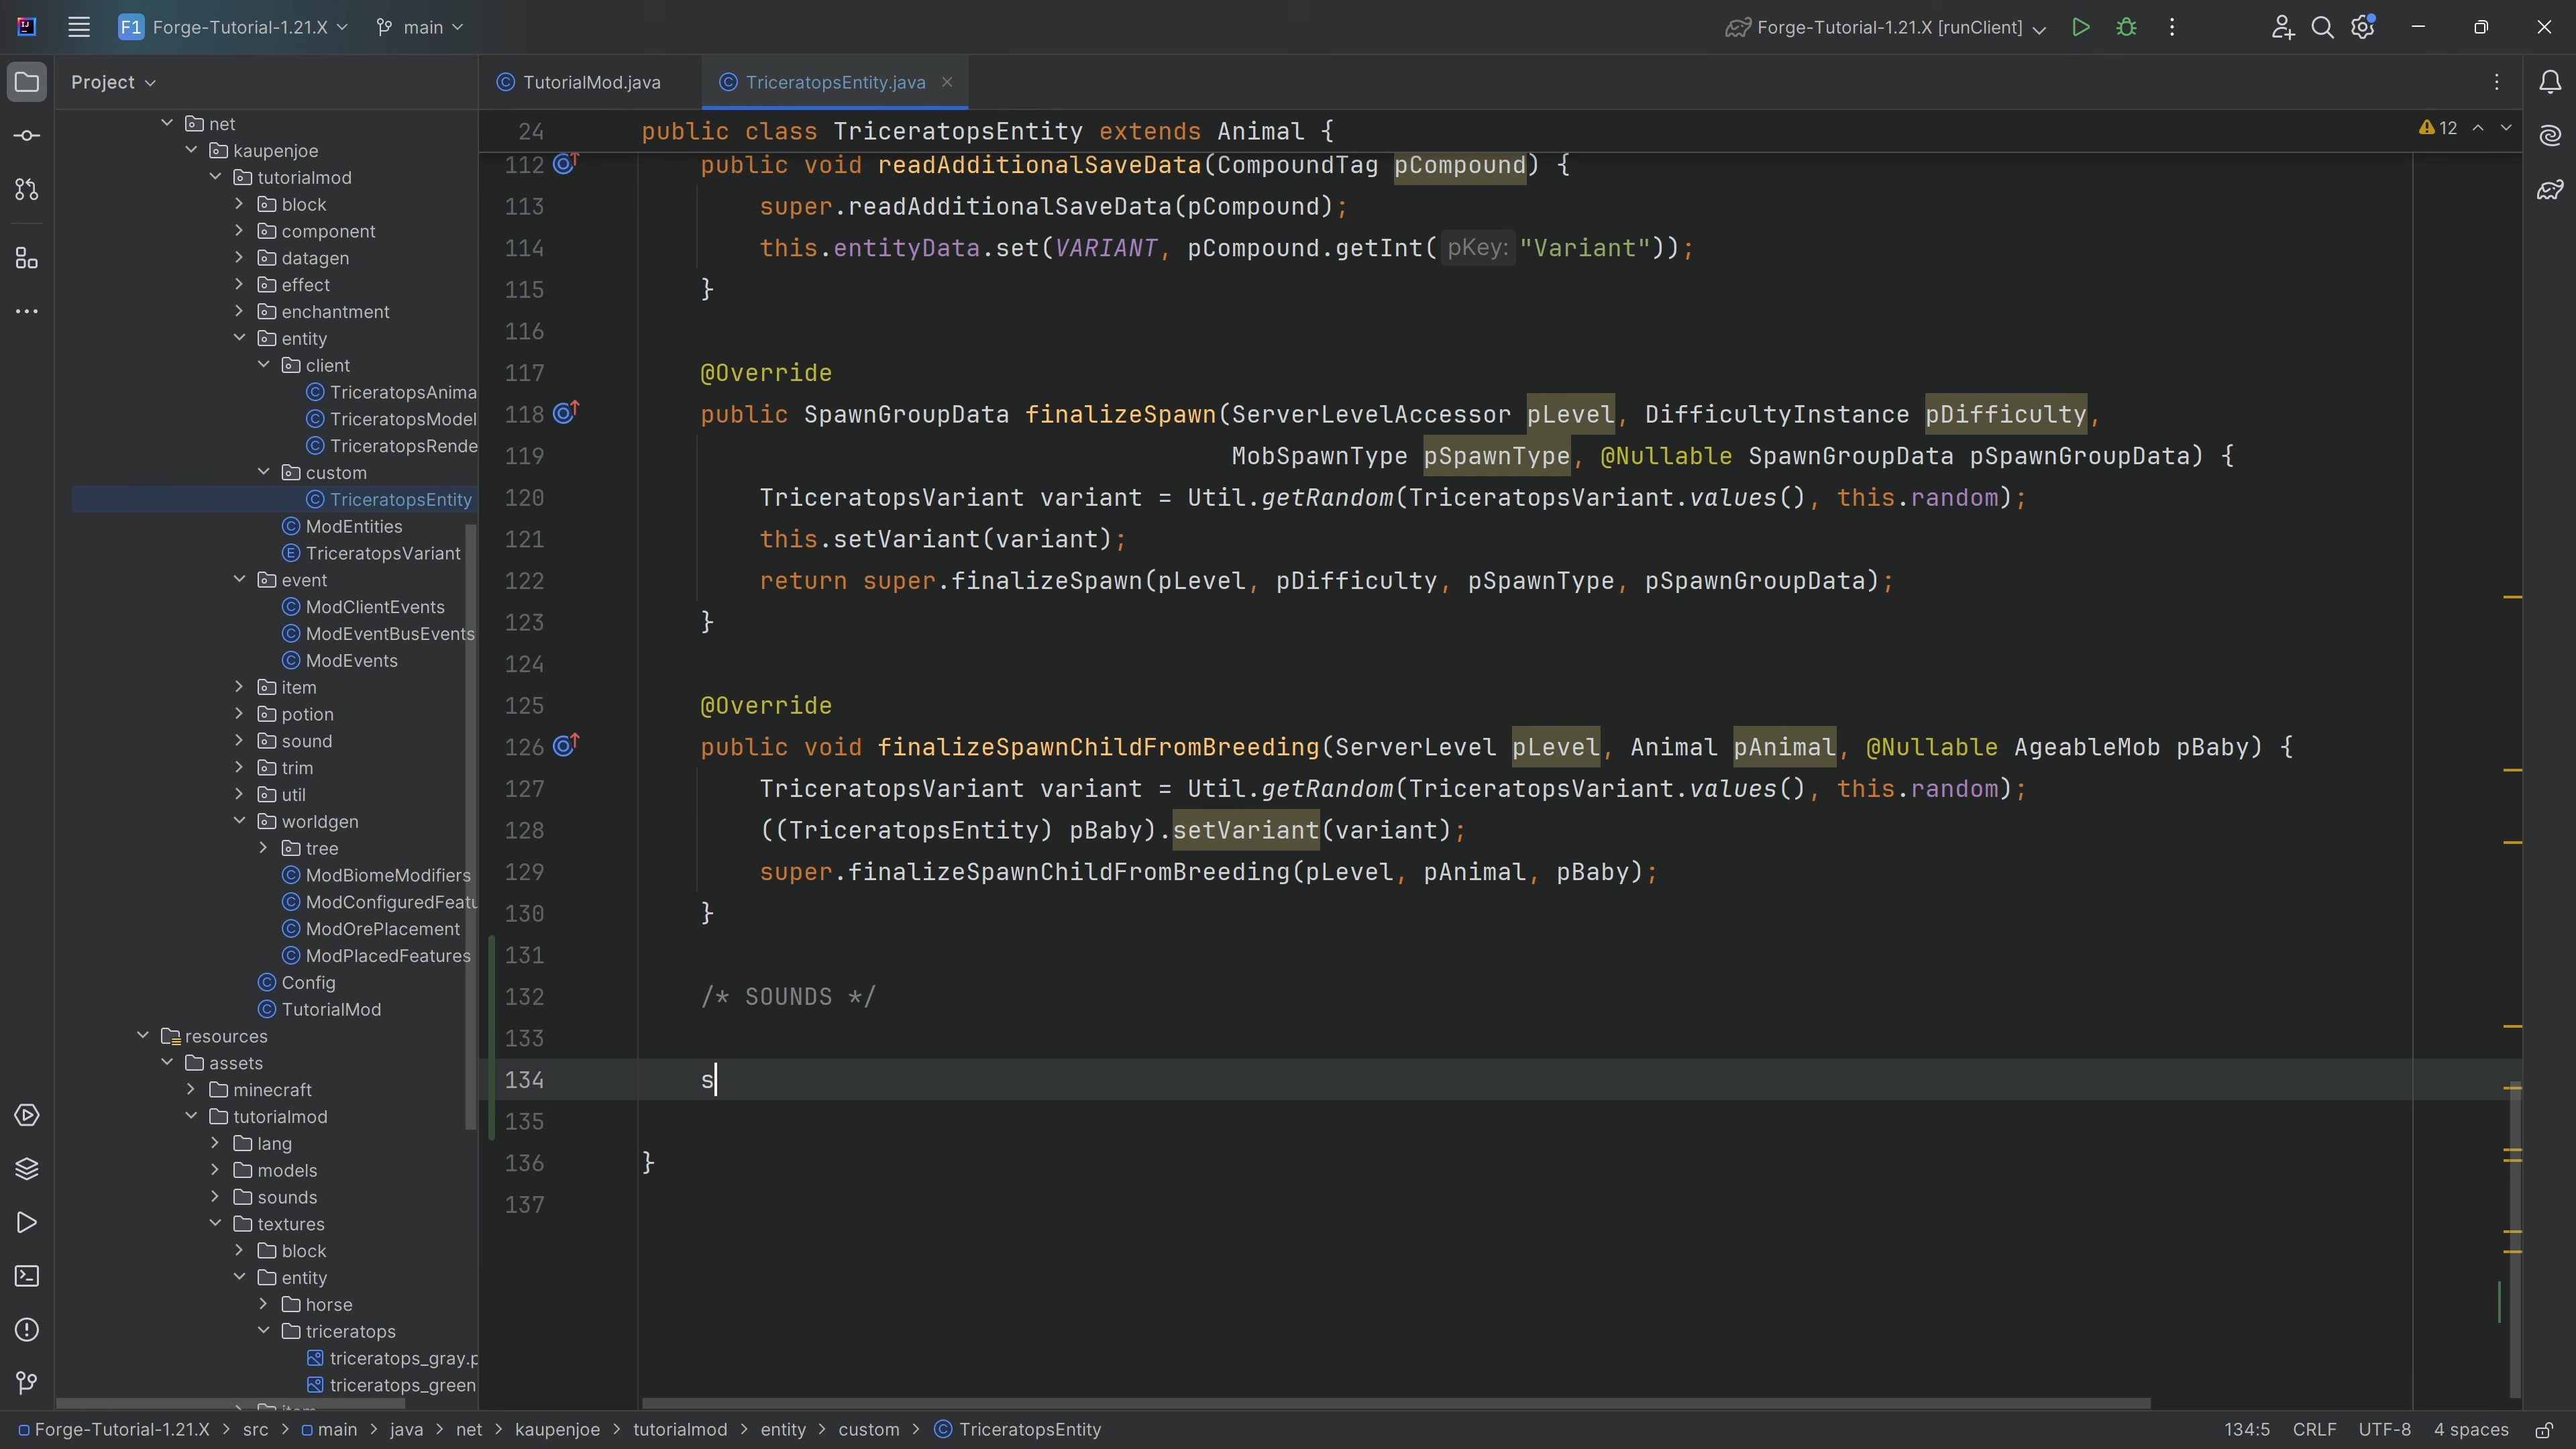 F1 Forge-Tutorial-1.21.X main Forge-Tutorial-1.21.X [runClient]
Project
TutorialMod.java TriceratopsEntity.java
net
kaupenjoe
tutorialmod
block
component
datagen
effect
enchantment
entity
client
TriceratopsAnima
TriceratopsModel
TriceratopsRende
custom
TriceratopsEntity
ModEntities
TriceratopsVariant
event
ModClientEvents
ModEventBusEvents
ModEvents
item
potion
sound
trim
util
worldgen
tree
ModBiomeModifiers
ModConfiguredFeatu
ModOrePlacement
ModPlacedFeatures
Config
TutorialMod
resources
assets
minecraft
tutorialmod
lang
models
sounds
textures
block
entity
horse
triceratops
triceratops_gray.p
triceratops_green
24 public class TriceratopsEntity extends Animal { 12
112 public void readAdditionalSaveData(CompoundTag pCompound) {
113 super.readAdditionalSaveData(pCompound);
114 this.entityData.set(VARIANT, pCompound.getInt( pKey: "Variant"));
115 }
116
117 @Override
118 public SpawnGroupData finalizeSpawn(ServerLevelAccessor pLevel, DifficultyInstance pDifficulty,
119 MobSpawnType pSpawnType, @Nullable SpawnGroupData pSpawnGroupData) {
120 TriceratopsVariant variant = Util.getRandom(TriceratopsVariant.values(), this.random);
121 this.setVariant(variant);
122 return super.finalizeSpawn(pLevel, pDifficulty, pSpawnType, pSpawnGroupData);
123 }
124
125 @Override
126 public void finalizeSpawnChildFromBreeding(ServerLevel pLevel, Animal pAnimal, @Nullable AgeableMob pBaby) {
127 TriceratopsVariant variant = Util.getRandom(TriceratopsVariant.values(), this.random);
128 ((TriceratopsEntity) pBaby).setVariant(variant);
129 super.finalizeSpawnChildFromBreeding(pLevel, pAnimal, pBaby);
130 }
131
132 /* SOUNDS */
133
134 s
135
136 }
137
Forge-Tutorial-1.21.X > src > main > java > net > kaupenjoe > tutorialmod > entity > custom > TriceratopsEntity 134:5 CRLF UTF-8 4 spaces